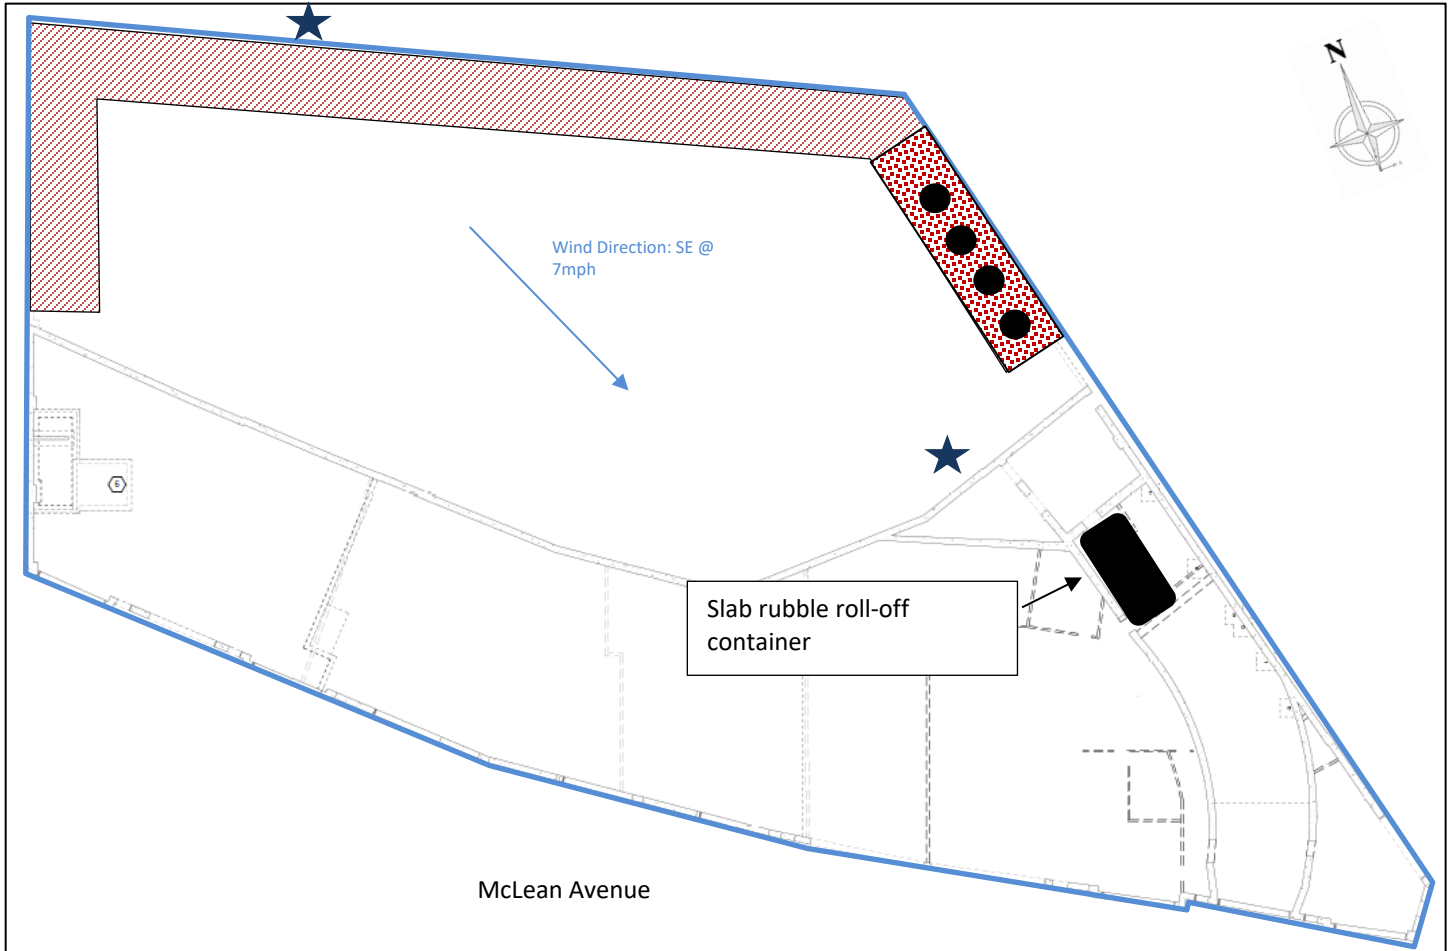 N
Wind Direction: SE @
7mph
6
Slab rubble roll-off
container
McLean Avenue